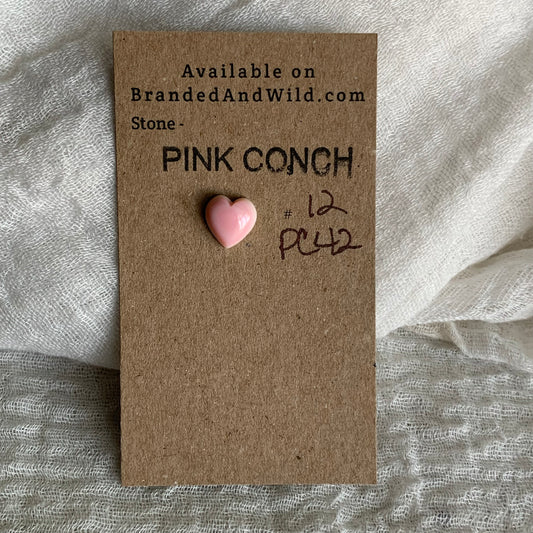 Available on
BrandedAndWild.com
Stone -
PINK CONCH
# 12
PC42